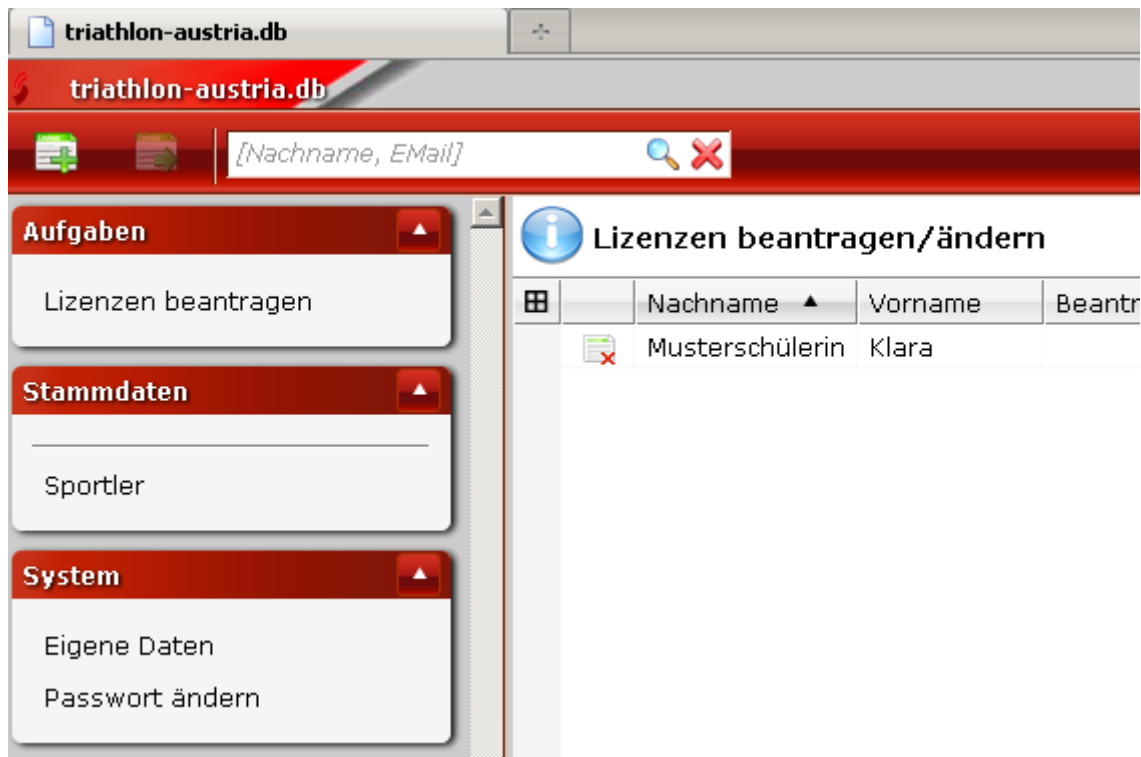 triathlon-austria.db
triathlon-austria.db
[Nachname, EMail]
Aufgaben
Lizenzen beantragen
Stammdaten
Sportler
System
Eigene Daten
Passwort ändern
Lizenzen beantragen/ändern
Nachname Vorname Beantr
Musterschülerin Klara